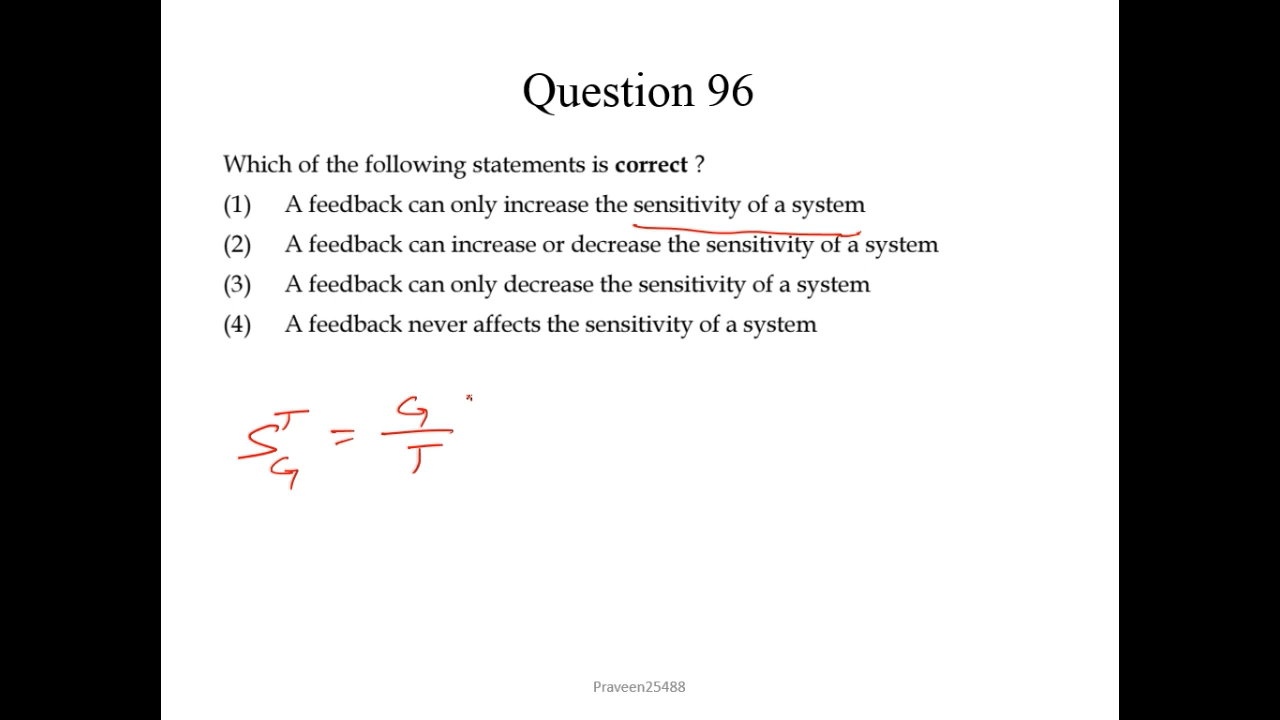 Question 96
Which of the following statements is correct ?
(1) A feedback can only increase the sensitivity of a system
(2) A feedback can increase or decrease the sensitivity of a system
(3) A feedback can only decrease the sensitivity of a system
(4) A feedback never affects the sensitivity of a system
S^T_G = G/T
Praveen25488